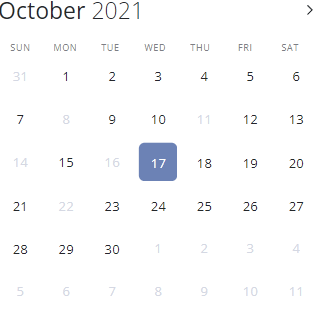 October 2021 >
SUN MON TUE WED THU FRI SAT
31 1 2 3 4 5 6
7 8 9 10 11 12 13
14 15 16 17 18 19 20
21 22 23 24 25 26 27
28 29 30 1 2 3 4
5 6 7 8 9 10 11